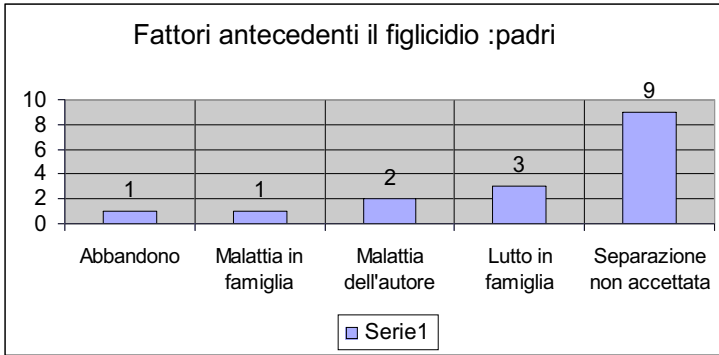 Fattori antecedenti il figlicidio :padri
10
8
6
4
2
0
1
1
2
3
9
Abbandono
Malattia in
famiglia
Malattia
dell'autore
Lutto in
famiglia
Separazione
non accettata
Serie1